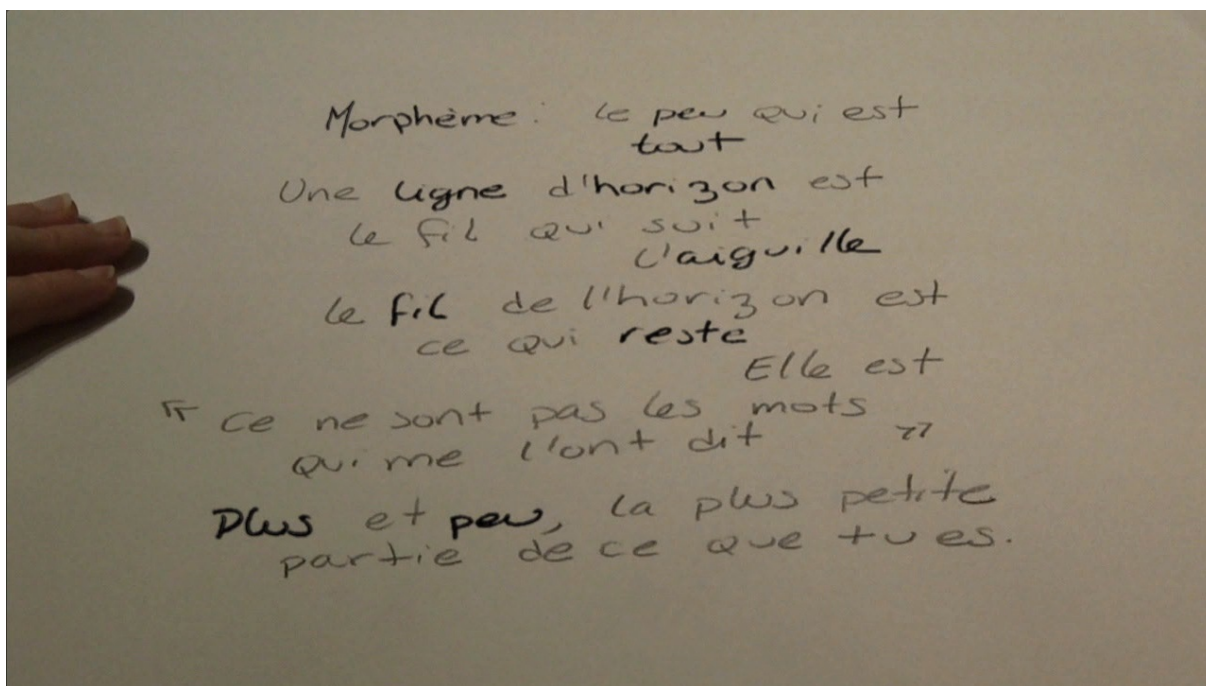 Morphème : le peu qui est
tout
Une ligne d'horizon est
le fil qui suit
l'aiguille
le fil de l'horizon est
ce qui reste
Elle est
« ce ne sont pas les mots
qui me l'ont dit »
Plus et peu, la plus petite
partie de ce que tu es.